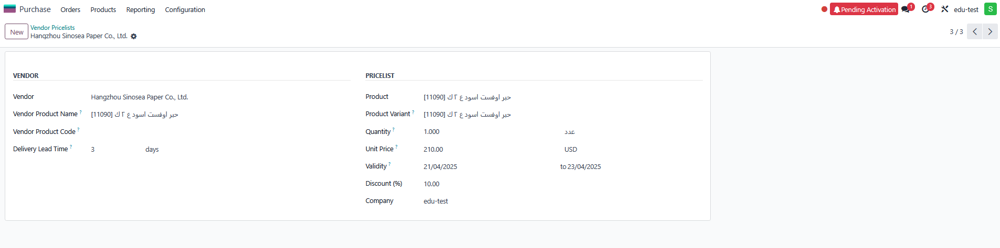 Purchase Orders Products Reporting Configuration Pending Activation 1 3 edu-test S
New Vendor Pricelists 3 / 3
Hangzhou Sinosea Paper Co., Ltd.
VENDOR
Vendor Hangzhou Sinosea Paper Co., Ltd.
Vendor Product Name ? [11090] حبر اوفست اسود ع ٢ ك
Vendor Product Code ?
Delivery Lead Time ? 3 days
PRICELIST
Product [11090] حبر اوفست اسود ع ٢ ك
Product Variant ? [11090] حبر اوفست اسود ع ٢ ك
Quantity ? 1.000 عدد
Unit Price ? 210.00 USD
Validity ? 21/04/2025 to 23/04/2025
Discount (%) 10.00
Company edu-test